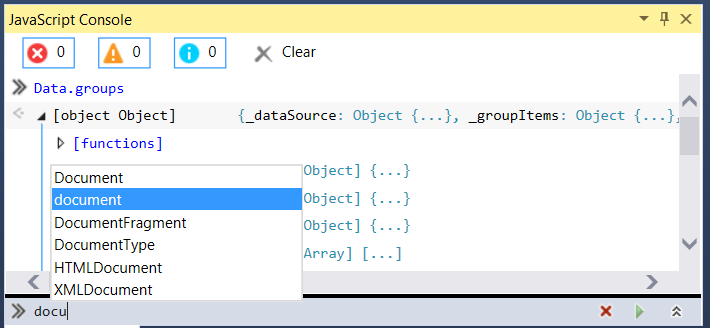 JavaScript Console
0 0 0 Clear
Data.groups
[object Object] {_dataSource: Object {...}, _groupItems: Object {...},
[functions]
Object] {...}
Object] {...}
Object] {...}
Array] [...]
Document
document
DocumentFragment
DocumentType
HTMLDocument
XMLDocument
docu